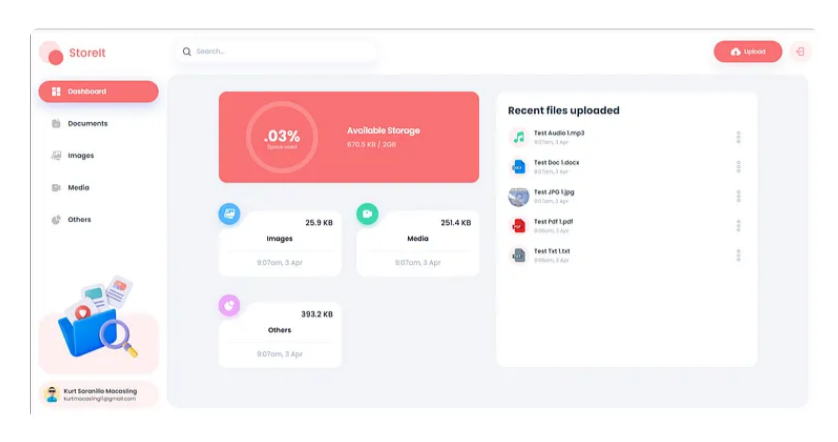 StoreIt
Search...
Upload
Dashboard
Documents
Images
Media
Others
Kurt Saranillo Macasling
.03%
Space used
Available Storage
670.5 KB / 2GB
25.9 KB
Images
9:07am, 3 Apr
251.4 KB
Media
9:07am, 3 Apr
393.2 KB
Others
9:07am, 3 Apr
Recent files uploaded
Test Audio 1.mp3
9:07am, 3 Apr
Test Doc 1.docx
9:07am, 3 Apr
Test JPG 1.jpg
9:07am, 3 Apr
Test Pdf 1.pdf
9:06am, 3 Apr
Test Txt 1.txt
9:06am, 3 Apr